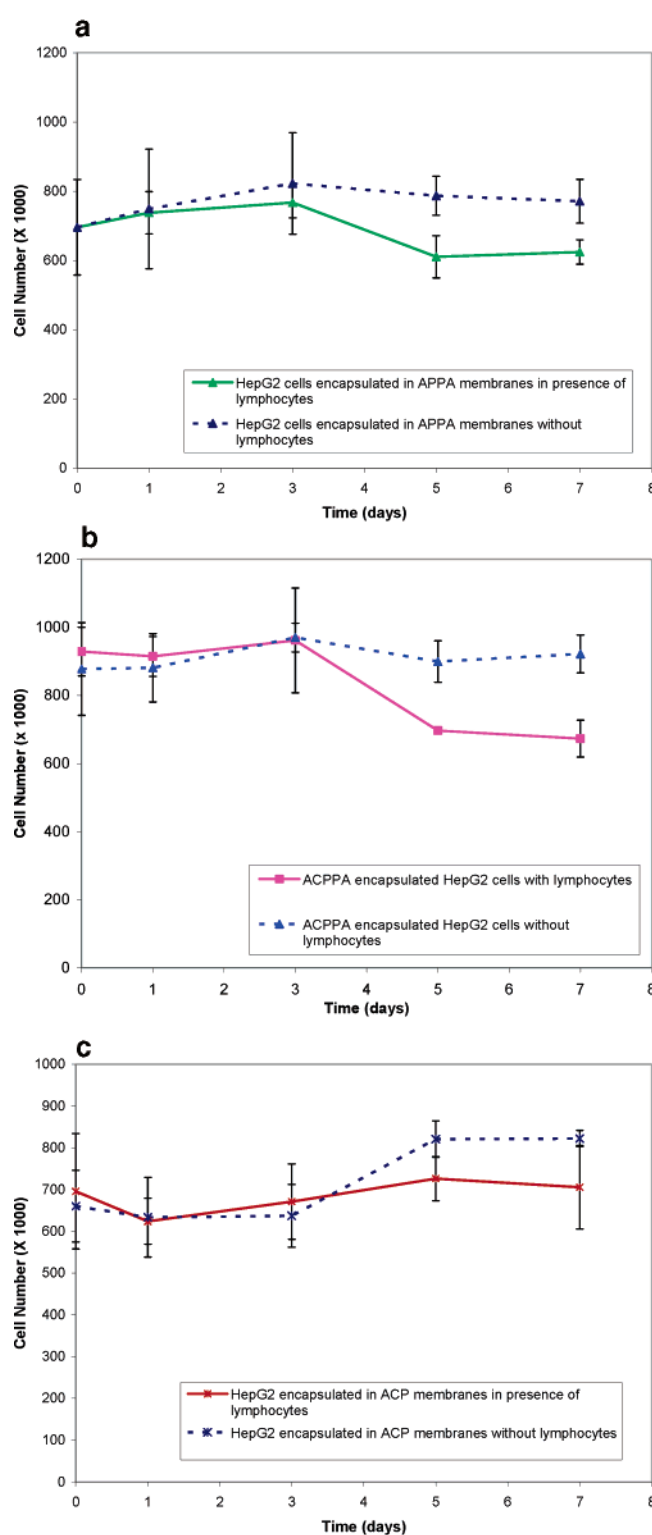 a
1200
1000
800
600
400
200
0
Cell Number (X 1000)
HepG2 cells encapsulated in APPA membranes in presence of
lymphocytes
HepG2 cells encapsulated in APPA membranes without
lymphocytes
0 1 2 3 4 5 6 7 8
Time (days)
b
1200
1000
800
600
400
200
0
Cell Number (x 1000)
ACPPA encapsulated HepG2 cells with lymphocytes
ACPPA encapsulated HepG2 cells without
lymphocytes
0 1 2 3 4 5 6 7 8
Time (days)
c
1000
900
800
700
600
500
400
300
200
100
0
Cell Number (X 1000)
HepG2 encapsulated in ACP membranes in presence of
lymphocytes
HepG2 encapsulated in ACP membranes without lymphocytes
0 1 2 3 4 5 6 7 8
Time (days)